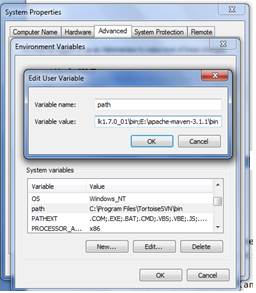 System Properties
Computer Name Hardware Advanced System Protection Remote
Environment Variables
Edit User Variable
Variable name: path
Variable value: lk1.7.0_01\bin;E:\apache-maven-3.1.1\bin
OK Cancel
System variables
Variable Value
OS Windows_NT
path C:\Program Files\TortoiseSVN\bin
PATHEXT .COM;.EXE;.BAT;.CMD;.VBS;.VBE;.JS;....
PROCESSOR_A... x86
New... Edit... Delete
OK Cancel